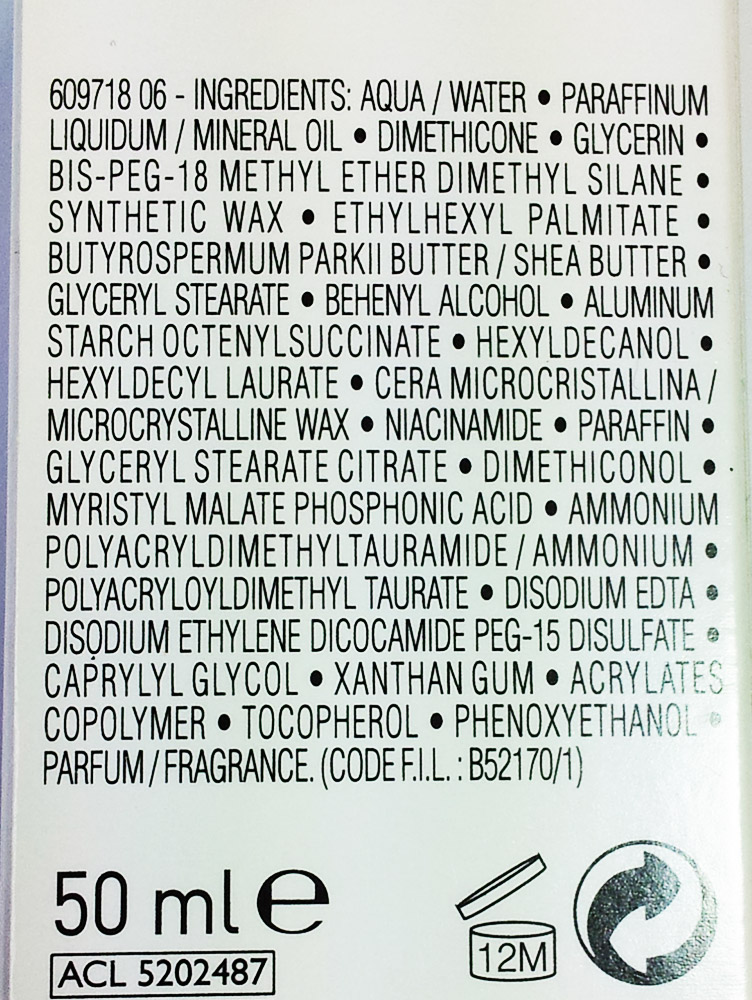 609718 06 - INGREDIENTS: AQUA / WATER • PARAFFINUM
LIQUIDUM / MINERAL OIL • DIMETHICONE • GLYCERIN •
BIS-PEG-18 METHYL ETHER DIMETHYL SILANE •
SYNTHETIC WAX • ETHYLHEXYL PALMITATE •
BUTYROSPERMUM PARKII BUTTER / SHEA BUTTER •
GLYCERYL STEARATE • BEHENYL ALCOHOL • ALUMINUM
STARCH OCTENYLSUCCINATE • HEXYLDECANOL •
HEXYLDECYL LAURATE • CERA MICROCRISTALLINA /
MICROCRYSTALLINE WAX • NIACINAMIDE • PARAFFIN •
GLYCERYL STEARATE CITRATE • DIMETHICONOL •
MYRISTYL MALATE PHOSPHONIC ACID • AMMONIUM
POLYACRYLDIMETHYLTAURAMIDE / AMMONIUM •
POLYACRYLOYLDIMETHYL TAURATE • DISODIUM EDTA •
DISODIUM ETHYLENE DICOCAMIDE PEG-15 DISULFATE •
CAPRYLYL GLYCOL • XANTHAN GUM • ACRYLATES
COPOLYMER • TOCOPHEROL • PHENOXYETHANOL •
PARFUM / FRAGRANCE. (CODE F.I.L. : B52170/1)
50 ml e
12M
ACL 5202487